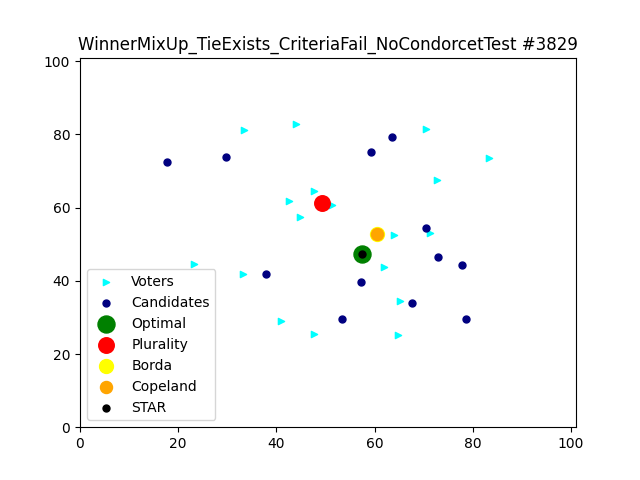 WinnerMixUp_TieExists_CriteriaFail_NoCondorcetTest #3829
100
80
60
40
20
0
Voters
Candidates
Optimal
Plurality
Borda
Copeland
STAR
0 20 40 60 80 100